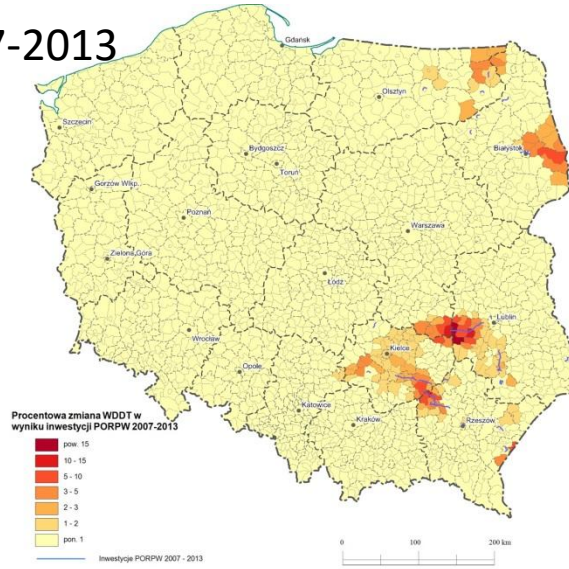 7-2013
Gdańsk
Olsztyn
Szczecin
Bydgoszcz
Toruń
Białystok
Gorzów Wlkp.
Poznań
Warszawa
Zielona Góra
Łódź
Lublin
Wrocław
Kielce
Opole
Katowice
Kraków
Rzeszów
Procentowa zmiana WDDT w
wyniku inwestycji PORPW 2007-2013
pow. 15
10 - 15
5 - 10
3 - 5
2 - 3
1 - 2
pon. 1
Inwestycje PORPW 2007 - 2013
0 100 200 km